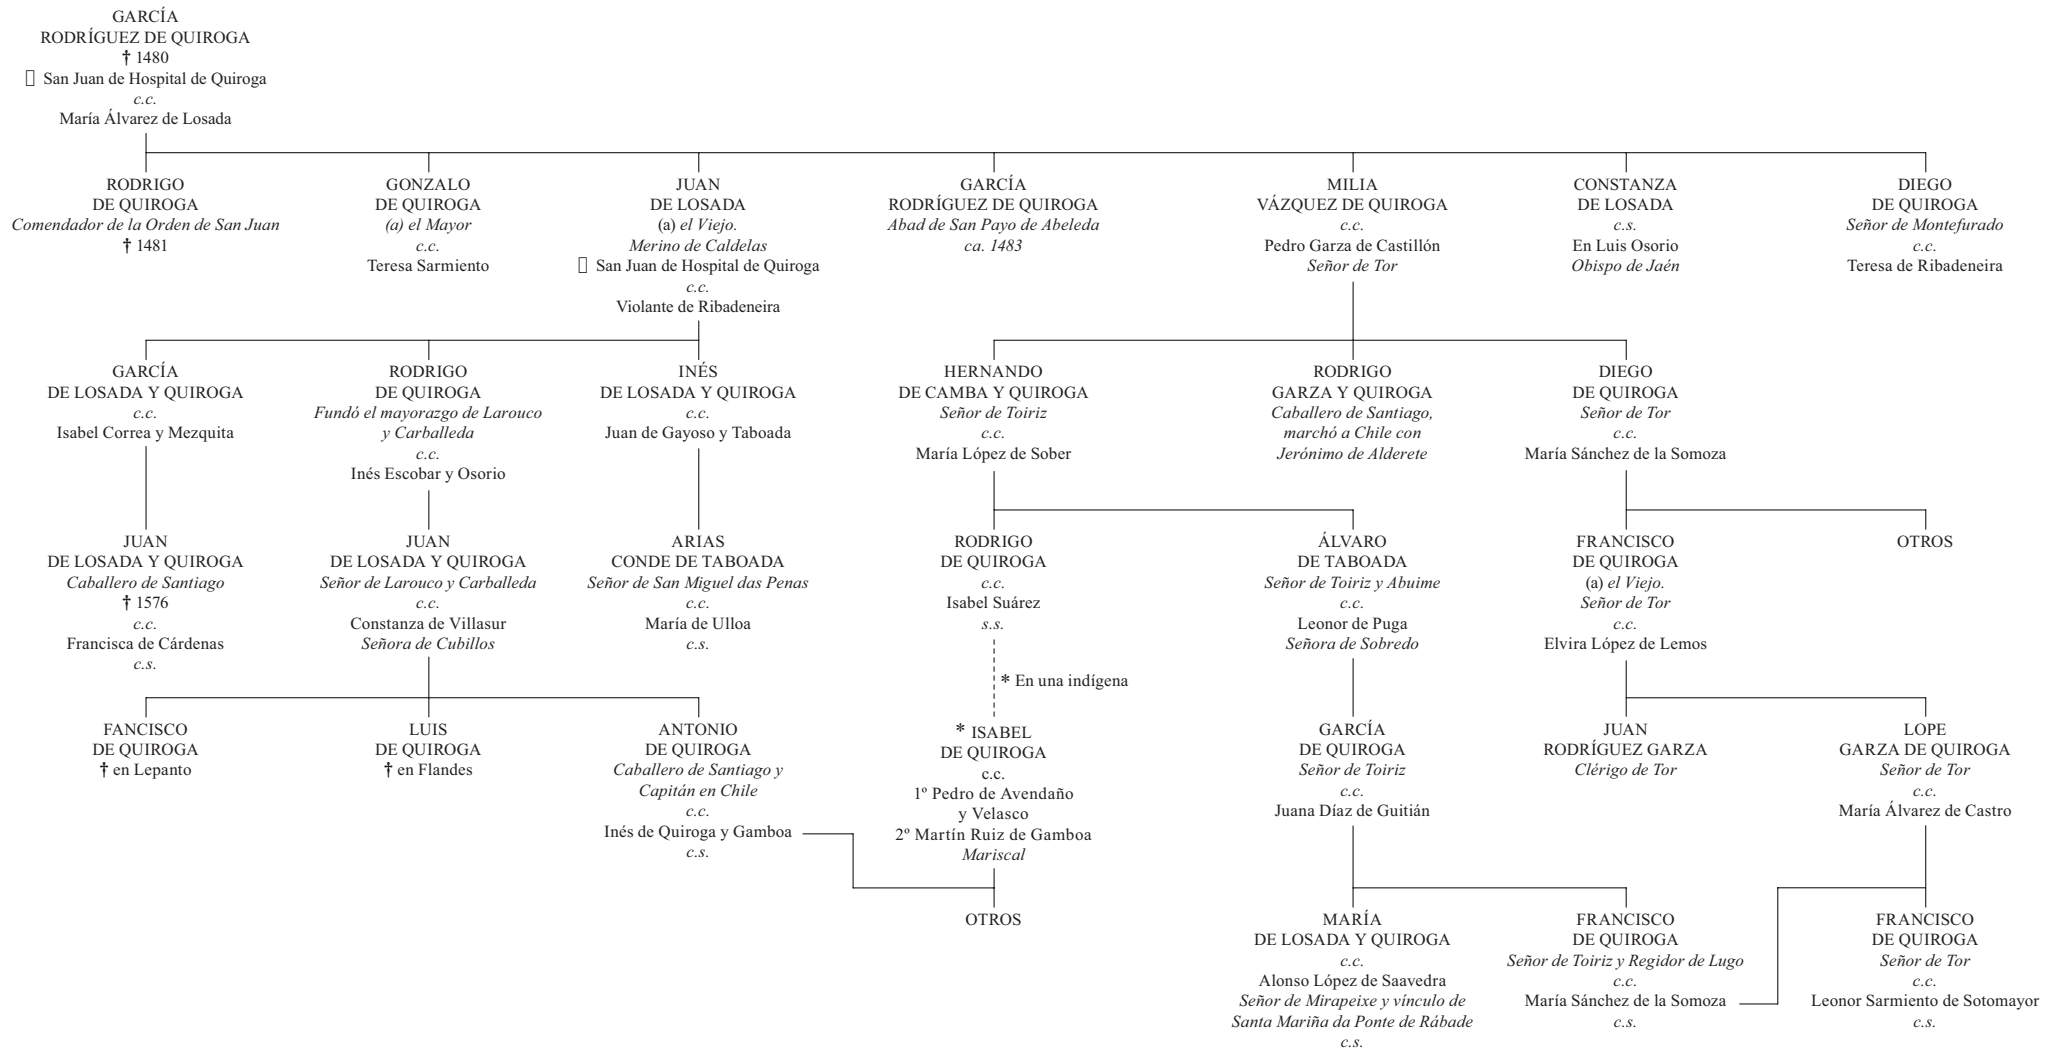 GARCÍA
RODRÍGUEZ DE QUIROGA
† 1480
▯ San Juan de Hospital de Quiroga
c.c.
María Álvarez de Losada
RODRIGO
DE QUIROGA
Comendador de la Orden de San Juan
† 1481
GONZALO
DE QUIROGA
(a) el Mayor
c.c.
Teresa Sarmiento
JUAN
DE LOSADA
(a) el Viejo.
Merino de Caldelas
▯ San Juan de Hospital de Quiroga
c.c.
Violante de Ribadeneira
GARCÍA
RODRÍGUEZ DE QUIROGA
Abad de San Payo de Abeleda
ca. 1483
MILIA
VÁZQUEZ DE QUIROGA
c.c.
Pedro Garza de Castillón
Señor de Tor
CONSTANZA
DE LOSADA
c.s.
En Luis Osorio
Obispo de Jaén
DIEGO
DE QUIROGA
Señor de Montefurado
c.c.
Teresa de Ribadeneira
GARCÍA
DE LOSADA Y QUIROGA
c.c.
Isabel Correa y Mezquita
RODRIGO
DE QUIROGA
Fundó el mayorazgo de Larouco
y Carballeda
c.c.
Inés Escobar y Osorio
INÉS
DE LOSADA Y QUIROGA
c.c.
Juan de Gayoso y Taboada
HERNANDO
DE CAMBA Y QUIROGA
Señor de Toiriz
c.c.
María López de Sober
RODRIGO
GARZA Y QUIROGA
Caballero de Santiago,
marchó a Chile con
Jerónimo de Alderete
DIEGO
DE QUIROGA
Señor de Tor
c.c.
María Sánchez de la Somoza
JUAN
DE LOSADA Y QUIROGA
Caballero de Santiago
† 1576
c.c.
Francisca de Cárdenas
c.s.
JUAN
DE LOSADA Y QUIROGA
Señor de Larouco y Carballeda
c.c.
Constanza de Villasur
Señora de Cubillos
ARIAS
CONDE DE TABOADA
Señor de San Miguel das Penas
c.c.
María de Ulloa
c.s.
RODRIGO
DE QUIROGA
c.c.
Isabel Suárez
s.s.
* En una indígena
ÁLVARO
DE TABOADA
Señor de Toiriz y Abuime
c.c.
Leonor de Puga
Señora de Sobredo
FRANCISCO
DE QUIROGA
(a) el Viejo.
Señor de Tor
c.c.
Elvira López de Lemos
OTROS
FANCISCO
DE QUIROGA
† en Lepanto
LUIS
DE QUIROGA
† en Flandes
ANTONIO
DE QUIROGA
Caballero de Santiago y
Capitán en Chile
c.c.
Inés de Quiroga y Gamboa
c.s.
* ISABEL
DE QUIROGA
c.c.
1º Pedro de Avendaño
y Velasco
2º Martín Ruiz de Gamboa
Mariscal
GARCÍA
DE QUIROGA
Señor de Toiriz
c.c.
Juana Díaz de Guitián
JUAN
RODRÍGUEZ GARZA
Clérigo de Tor
LOPE
GARZA DE QUIROGA
Señor de Tor
c.c.
María Álvarez de Castro
OTROS
MARÍA
DE LOSADA Y QUIROGA
c.c.
Alonso López de Saavedra
Señor de Mirapeixe y vínculo de
Santa Mariña da Ponte de Rábade
c.s.
FRANCISCO
DE QUIROGA
Señor de Toiriz y Regidor de Lugo
c.c.
María Sánchez de la Somoza
c.s.
FRANCISCO
DE QUIROGA
Señor de Tor
c.c.
Leonor Sarmiento de Sotomayor
c.s.